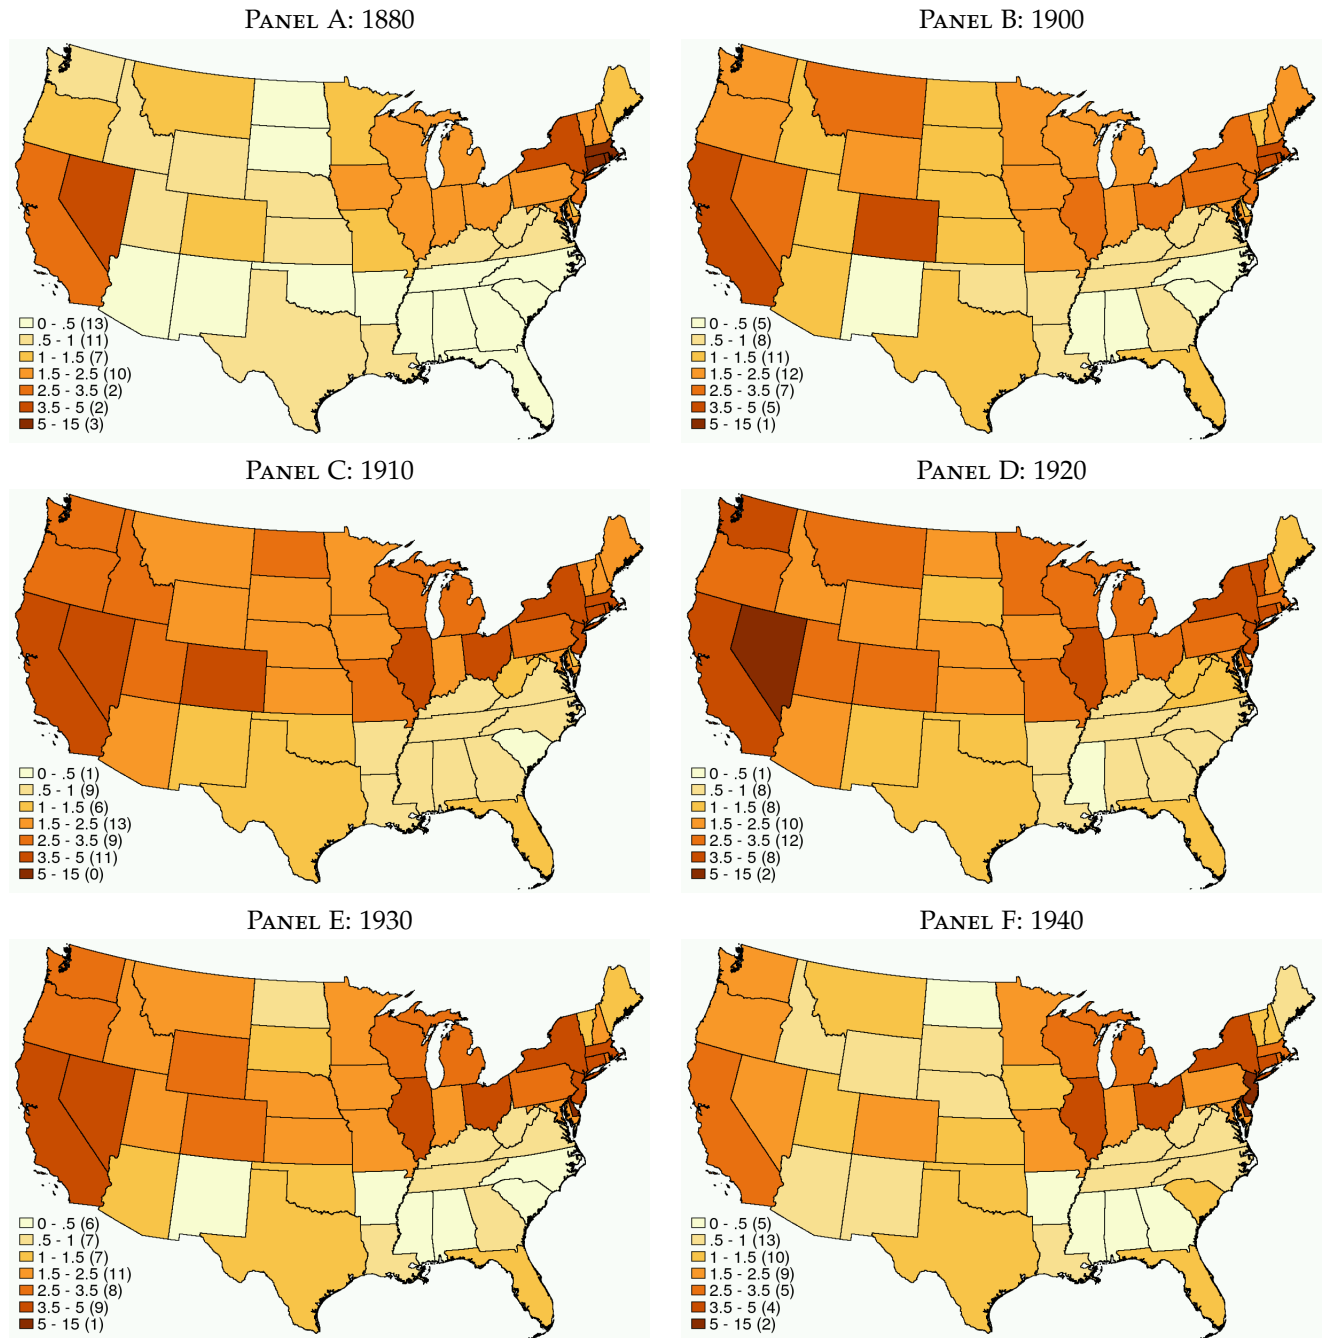 PANEL A: 1880
0 - .5 (13)
.5 - 1 (11)
1 - 1.5 (7)
1.5 - 2.5 (10)
2.5 - 3.5 (2)
3.5 - 5 (2)
5 - 15 (3)
PANEL B: 1900
0 - .5 (5)
.5 - 1 (8)
1 - 1.5 (11)
1.5 - 2.5 (12)
2.5 - 3.5 (7)
3.5 - 5 (5)
5 - 15 (1)
PANEL C: 1910
0 - .5 (1)
.5 - 1 (9)
1 - 1.5 (6)
1.5 - 2.5 (13)
2.5 - 3.5 (9)
3.5 - 5 (11)
5 - 15 (0)
PANEL D: 1920
0 - .5 (1)
.5 - 1 (8)
1 - 1.5 (8)
1.5 - 2.5 (10)
2.5 - 3.5 (12)
3.5 - 5 (8)
5 - 15 (2)
PANEL E: 1930
0 - .5 (6)
.5 - 1 (7)
1 - 1.5 (7)
1.5 - 2.5 (11)
2.5 - 3.5 (8)
3.5 - 5 (9)
5 - 15 (1)
PANEL F: 1940
0 - .5 (5)
.5 - 1 (13)
1 - 1.5 (10)
1.5 - 2.5 (9)
2.5 - 3.5 (5)
3.5 - 5 (4)
5 - 15 (2)